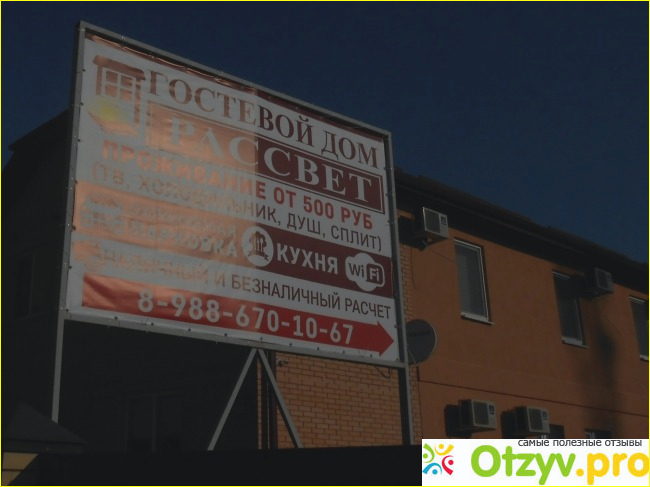 ГОСТЕВОЙ ДОМ
РАССВЕТ
ПРОЖИВАНИЕ ОТ 500 РУБ
(ТВ, ХОЛОДИЛЬНИК, ДУШ, СПЛИТ)
КУХНЯ WiFi
НАЛИЧНЫЙ И БЕЗНАЛИЧНЫЙ РАСЧЕТ
8-988-670-10-67
самые полезные отзывы
Otzyv.pro